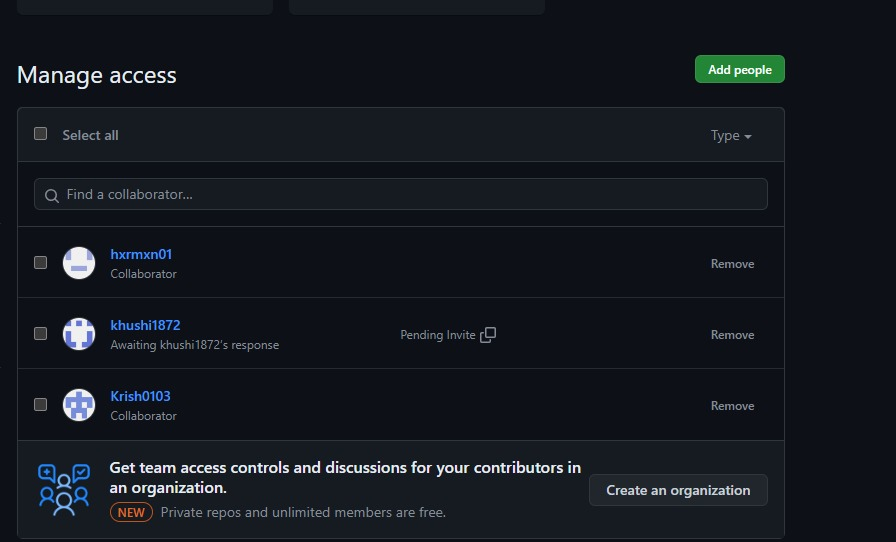 Manage access
Add people
Select all
Type
Find a collaborator...
hxrmxn01
Collaborator
Remove
khushi1872
Awaiting khushi1872's response
Pending Invite
Remove
Krish0103
Collaborator
Remove
Get team access controls and discussions for your contributors in
an organization.
NEW Private repos and unlimited members are free.
Create an organization